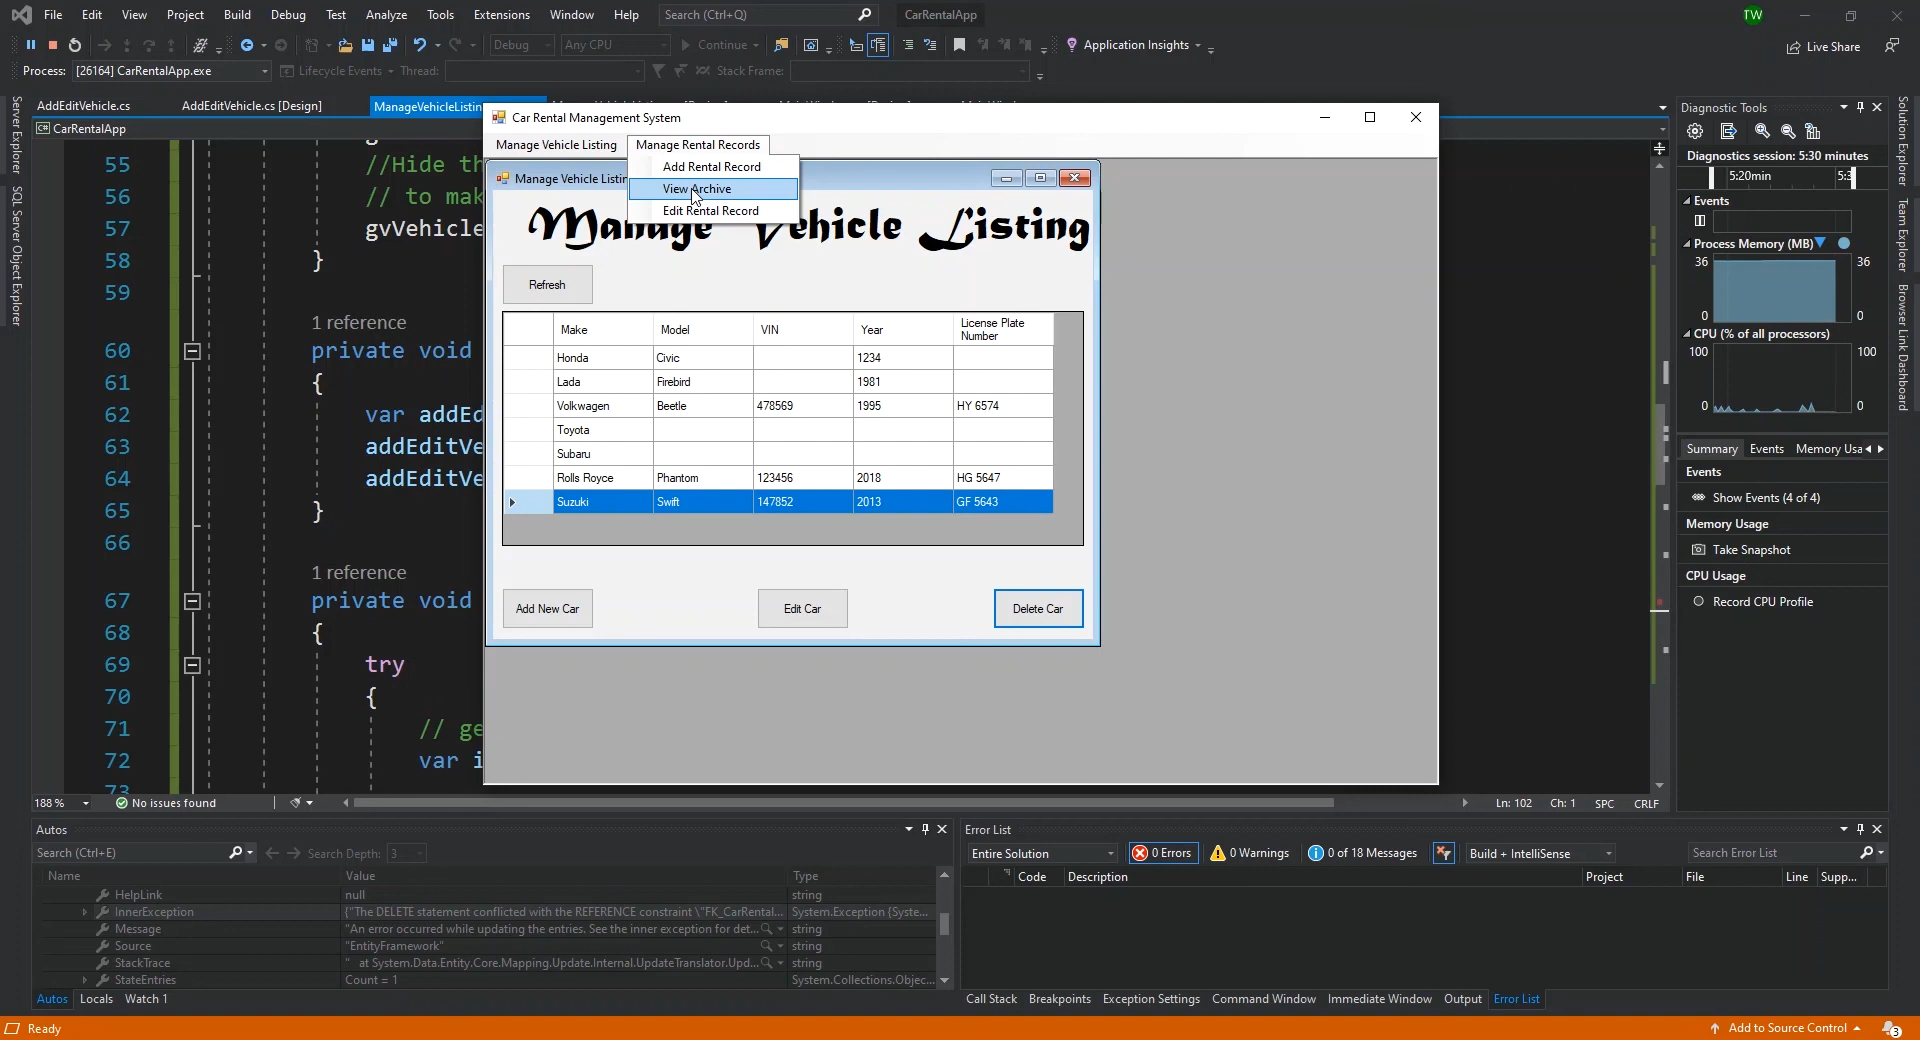 File Edit View Project Build Debug Test Analyze Tools Extensions Window Help Search (Ctrl+Q) CarRentalApp TW
Debug Any CPU Continue Application Insights Live Share
Process: [26164] CarRentalApp.exe Lifecycle Events Thread: Stack Frame:
AddEditVehicle.cs AddEditVehicle.cs [Design] ManageVehicleListin
CarRentalApp
Server Explorer
SQL Server Object Explorer
55 //Hide th
56 // to mak
57 gvVehicle
58 }
59
1 reference
60 private void
61 {
62 var addEd
63 addEditVe
64 addEditVe
65 }
66
1 reference
67 private void
68 {
69 try
70 {
71 // ge
72 var i
73
Car Rental Management System
Manage Vehicle Listing Manage Rental Records
Add Rental Record
View Archive
Edit Rental Record
Manage Vehicle Listin
Manage Vehicle Listing
Refresh
Make Model VIN Year License Plate Number
Honda Civic 1234
Lada Firebird 1981
Volkwagen Beetle 478569 1995 HY 6574
Toyota
Subaru
Rolls Royce Phantom 123456 2018 HG 5647
Suzuki Swift 147852 2013 GF 5643
Add New Car Edit Car Delete Car
Diagnostic Tools
Diagnostics session: 5:30 minutes
5:20min 5:3
Events
Process Memory (MB)
36 36
0 0
CPU (% of all processors)
100 100
0 0
Summary Events Memory Usa
Events
Show Events (4 of 4)
Memory Usage
Take Snapshot
CPU Usage
Record CPU Profile
Solution Explorer
Team Explorer
Browser Link Dashboard
188 % No issues found Ln: 102 Ch: 1 SPC CRLF
Autos
Search (Ctrl+E) Search Depth: 3
Name Value Type
HelpLink null string
InnerException {"The DELETE statement conflicted with the REFERENCE constraint \"FK_CarRental... System.Exception {Syste...
Message "An error occurred while updating the entries. See the inner exception for det... string
Source "EntityFramework" string
StackTrace " at System.Data.Entity.Core.Mapping.Update.Internal.UpdateTranslator.Upd... string
StateEntries Count = 1 System.Collections.Objec...
Autos Locals Watch 1
Error List
Entire Solution 0 Errors 0 Warnings 0 of 18 Messages Build + IntelliSense Search Error List
Code Description Project File Line Supp...
Call Stack Breakpoints Exception Settings Command Window Immediate Window Output Error List
Ready Add to Source Control 3